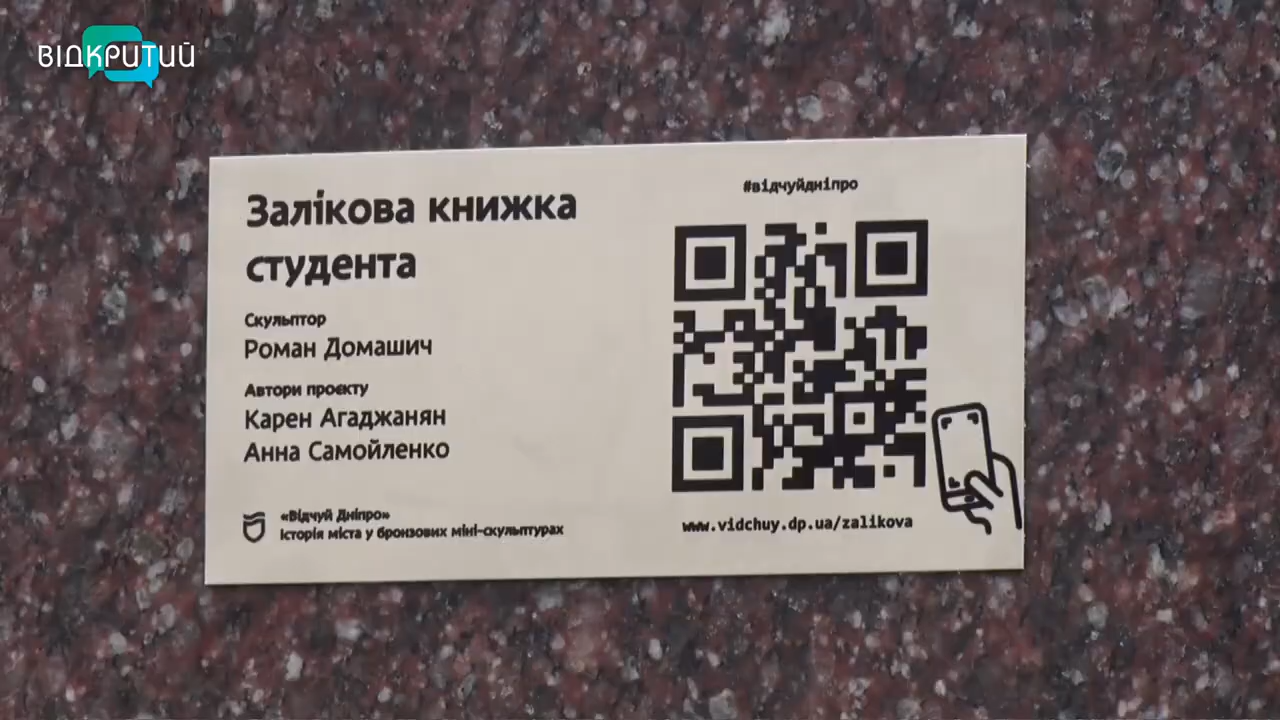 ВІДКРИТИЙ
Залікова книжка
студента
Скульптор
Роман Домашич
Автори проєкту
Карен Агаджанян
Анна Самойленко
«Відчуй Дніпро»
Історія міста у бронзових міні-скульптурах
#відчуйдніпро
www.vidchuy.dp.ua/zalikova